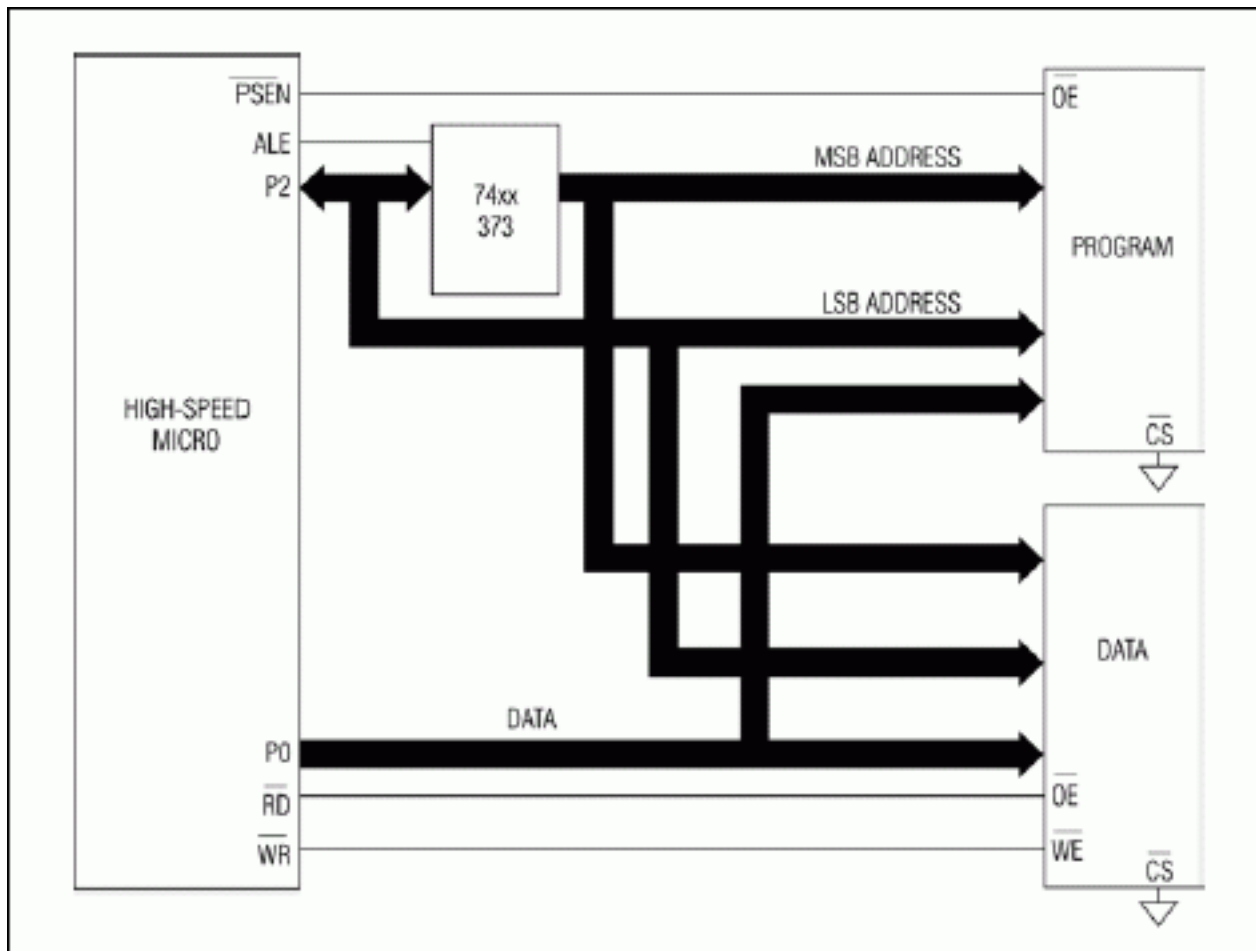 PSEN
OE
ALE
MSB ADDRESS
P2
74xx
373
PROGRAM
LSB ADDRESS
HIGH-SPEED
MICRO
CS
DATA
DATA
P0
RD
OE
WR
WE
CS